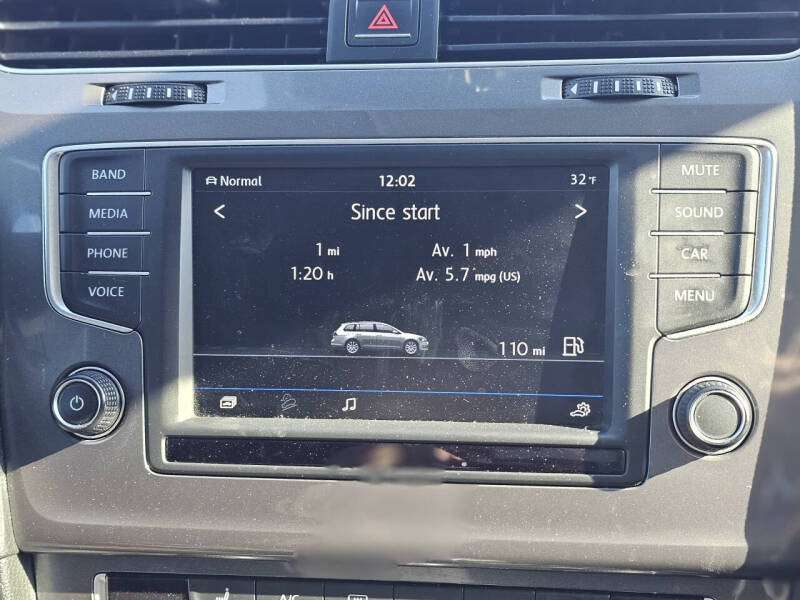 BAND
MEDIA
PHONE
VOICE
Normal 12:02 32°F
< Since start >
1 mi Av. 1 mph
1:20 h Av. 5.7 mpg (US)
110 mi
MUTE
SOUND
CAR
MENU
A/C